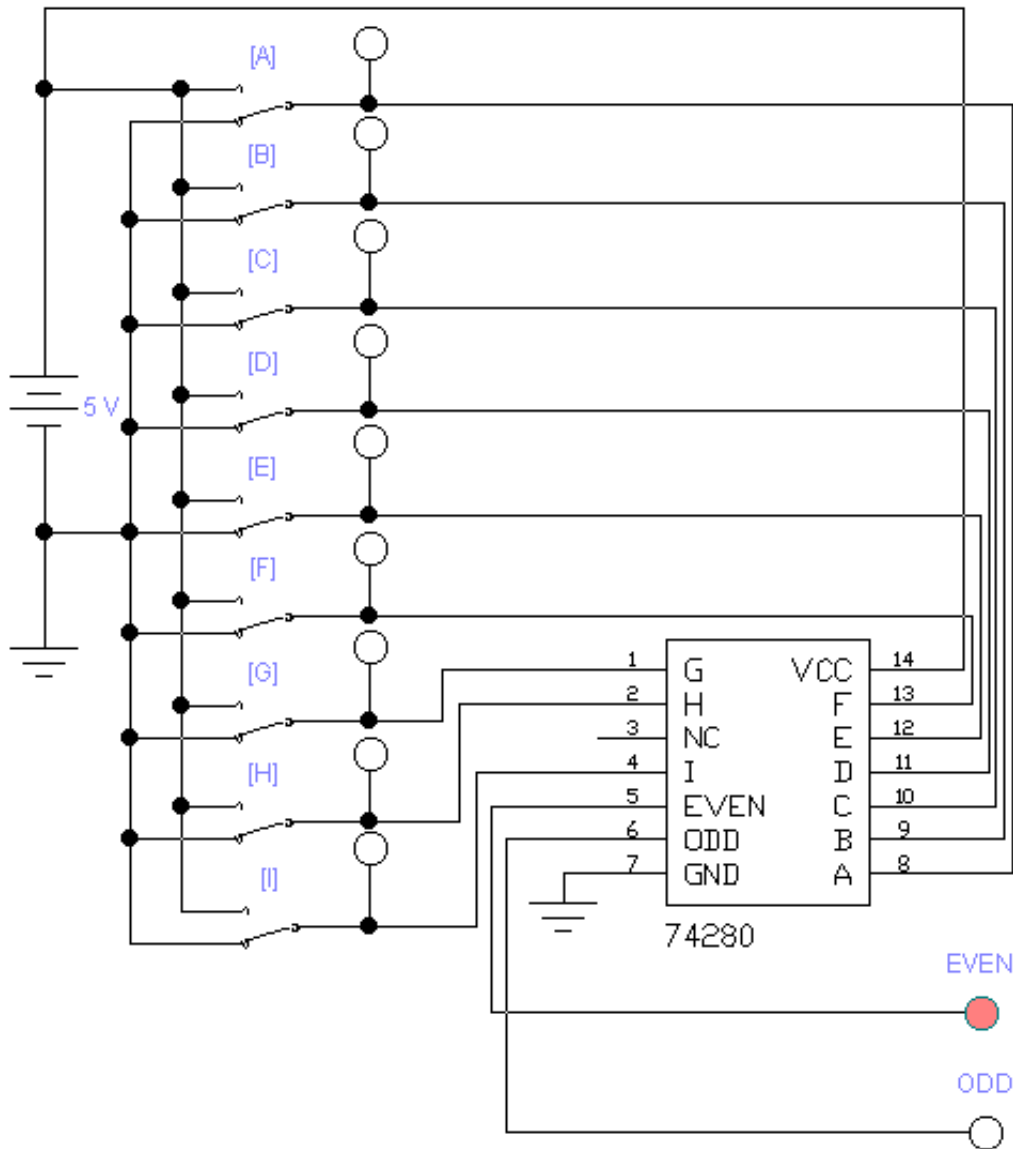 [A]
[B]
[C]
[D]
5 V
[E]
[F]
[G]
[H]
[I]
1 G VCC 14
2 H F 13
3 NC E 12
4 I D 11
5 EVEN C 10
6 ODD B 9
7 GND A 8
74280
EVEN
ODD